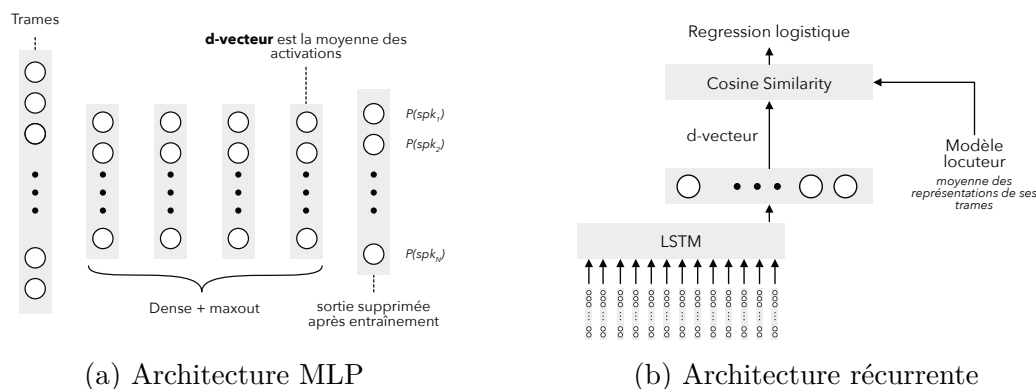 Trames
d-vecteur est la moyenne des
activations
P(spk₁)
P(spk₂)
P(spk_N)
Dense + maxout
sortie supprimée
après entraînement
(a) Architecture MLP
Regression logistique
Cosine Similarity
d-vecteur
Modèle
locuteur
moyenne des
représentations de ses
trames
LSTM
(b) Architecture récurrente